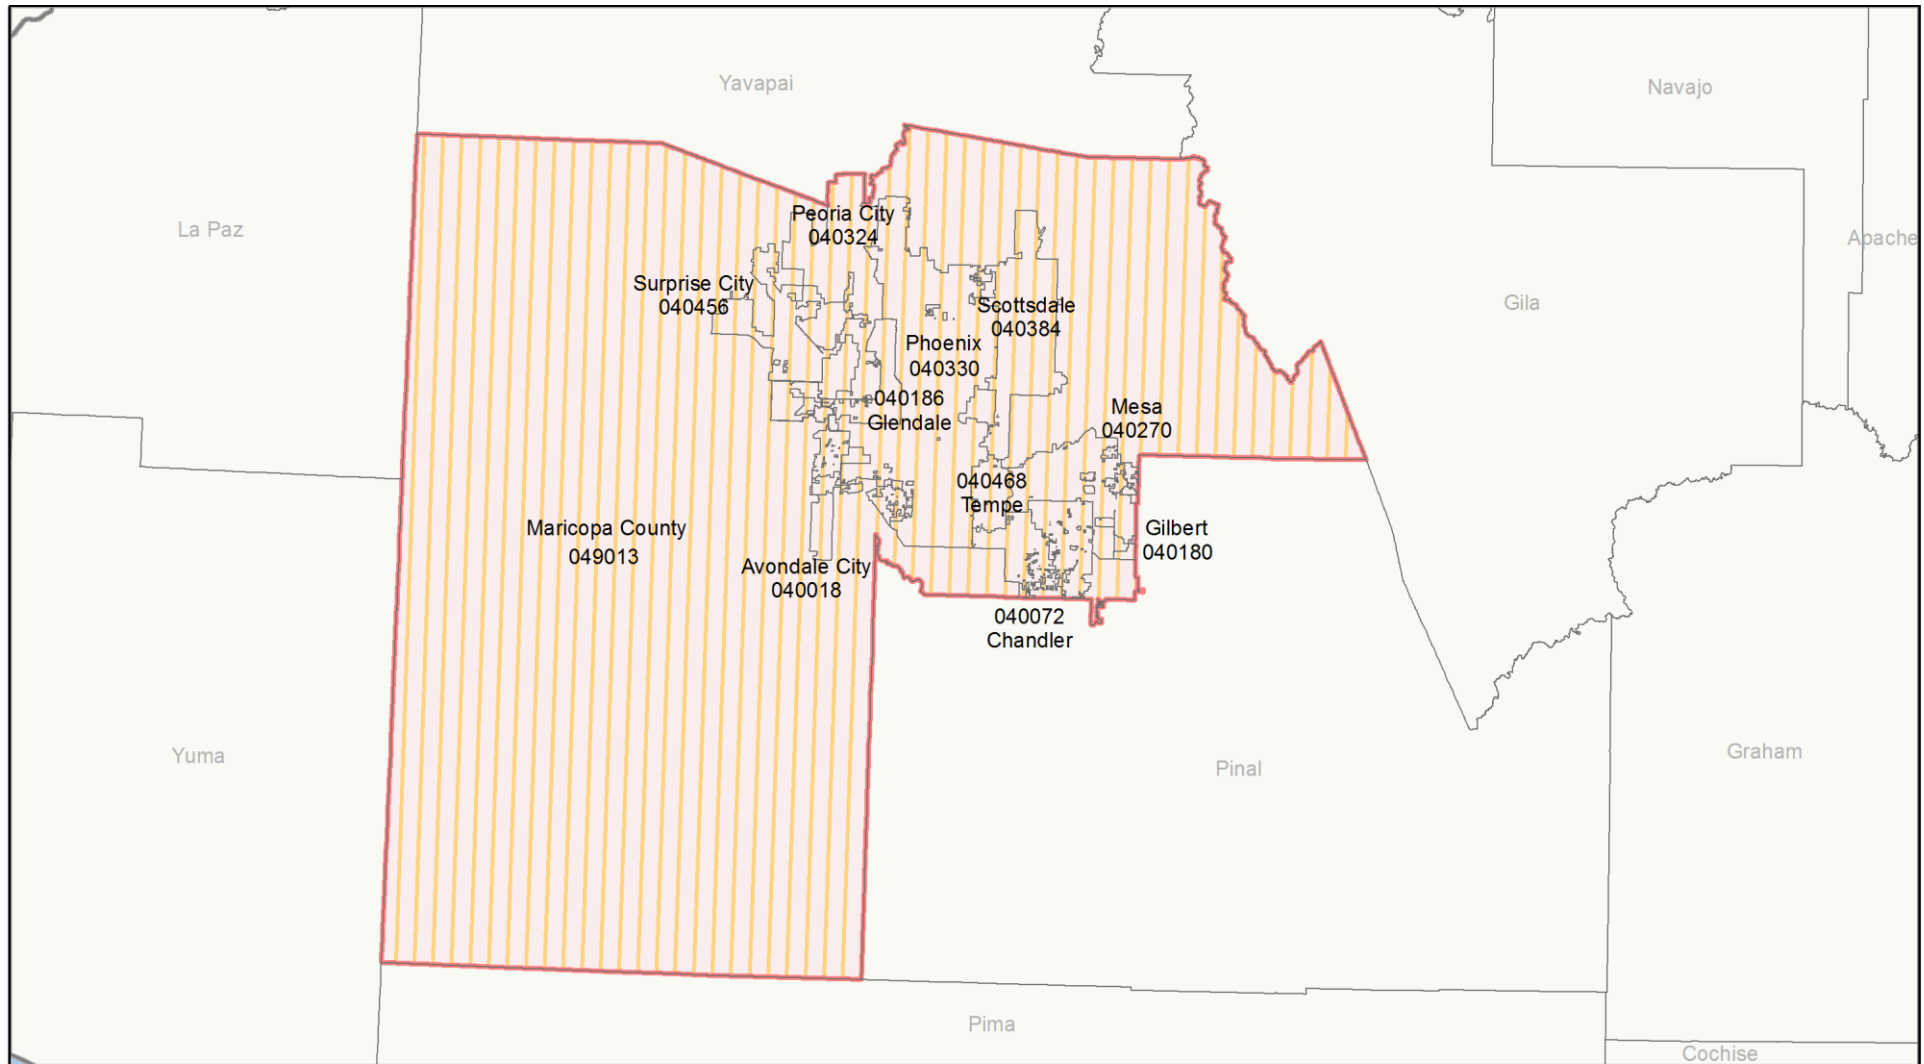 Yavapai
Navajo
Peoria City
040324
La Paz
Apache
Surprise City
040456
Scottsdale
040384
Gila
Phoenix
040330
040186
Glendale
Mesa
040270
040468
Tempe
Maricopa County
049013
Gilbert
040180
Avondale City
040018
040072
Chandler
Yuma
Pinal
Graham
Pima
Cochise